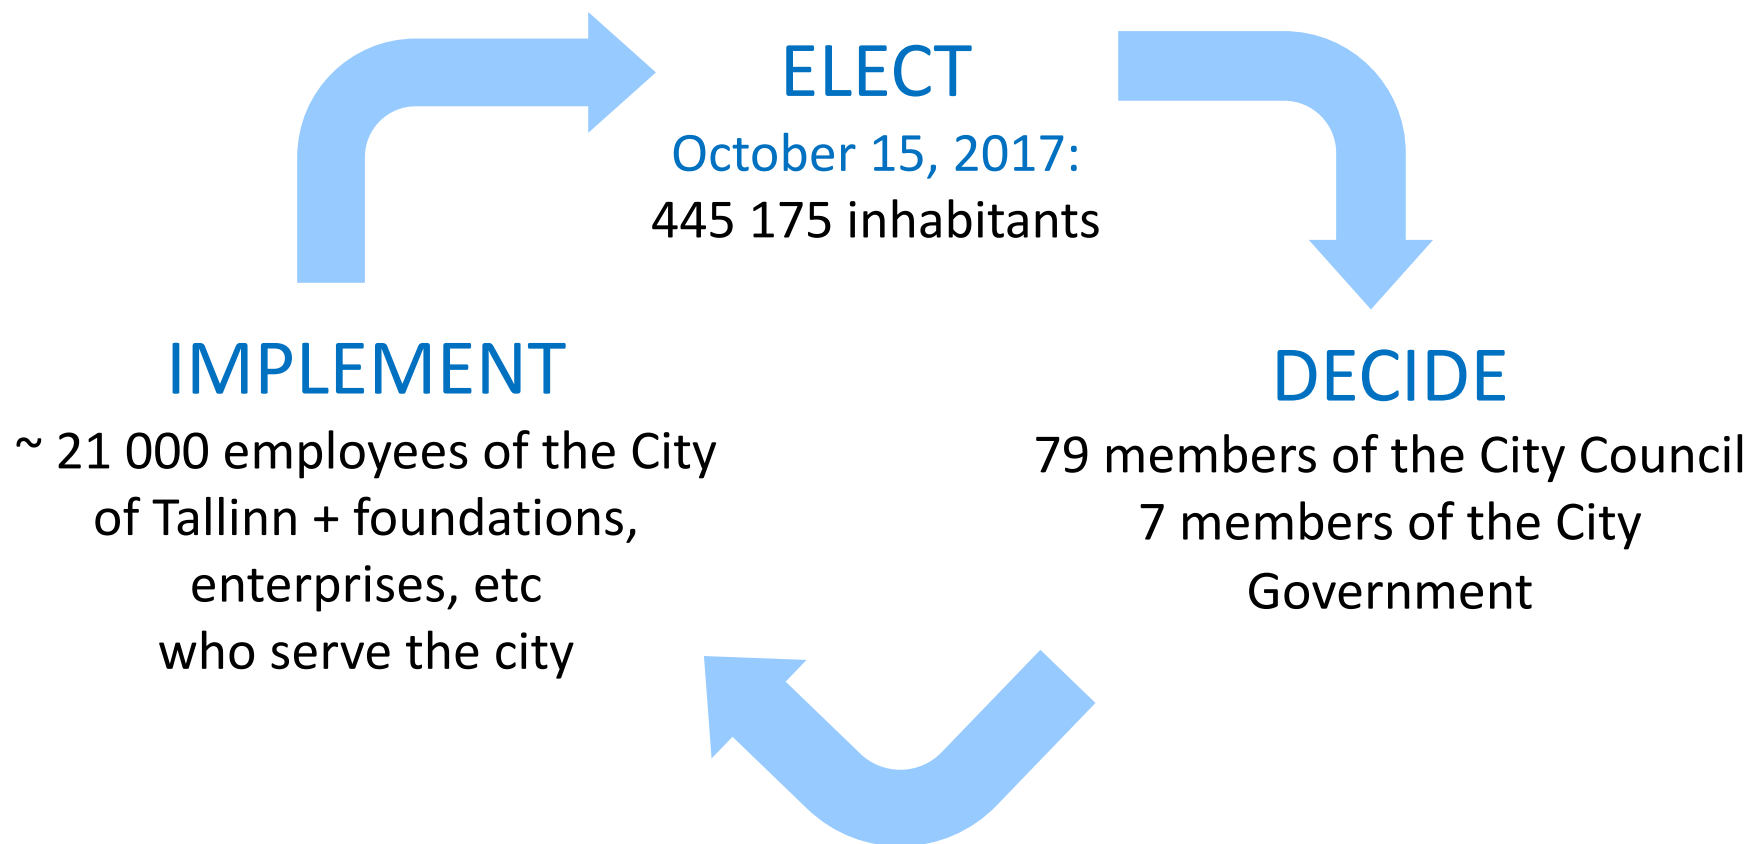 ELECT
October 15, 2017:
445 175 inhabitants
DECIDE
79 members of the City Council
7 members of the City
Government
IMPLEMENT
~ 21 000 employees of the City
of Tallinn + foundations,
enterprises, etc
who serve the city